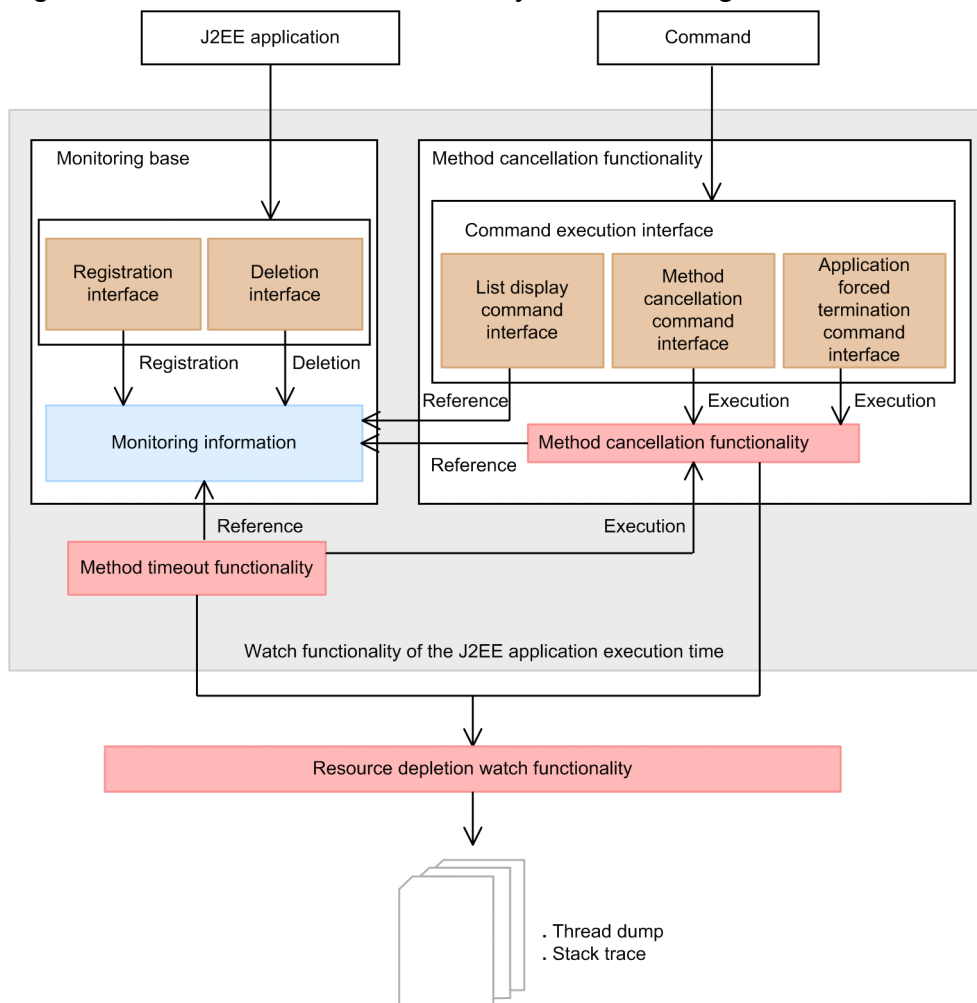 J2EE application
Command
Monitoring base
Method cancellation functionality
Command execution interface
Registration
interface
Deletion
interface
List display
command
interface
Method
cancellation
command
interface
Application
forced
termination
command
interface
Registration
Deletion
Reference
Execution
Execution
Monitoring information
Method cancellation functionality
Reference
Reference
Execution
Method timeout functionality
Watch functionality of the J2EE application execution time
Resource depletion watch functionality
. Thread dump
. Stack trace